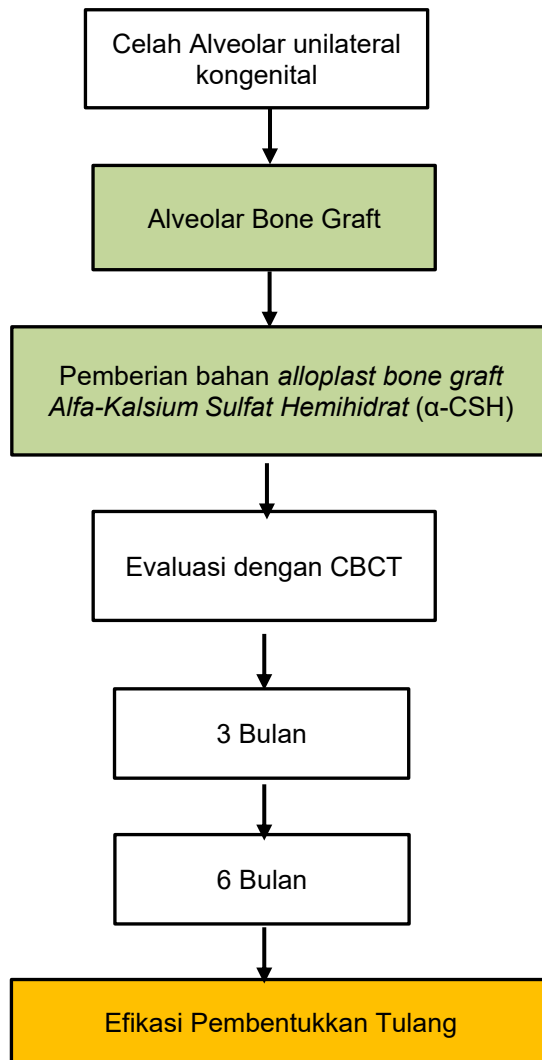 Celah Alveolar unilateral
kongenital
Alveolar Bone Graft
Pemberian bahan alloplast bone graft
Alfa-Kalsium Sulfat Hemihidrat (α-CSH)
Evaluasi dengan CBCT
3 Bulan
6 Bulan
Efikasi Pembentukkan Tulang